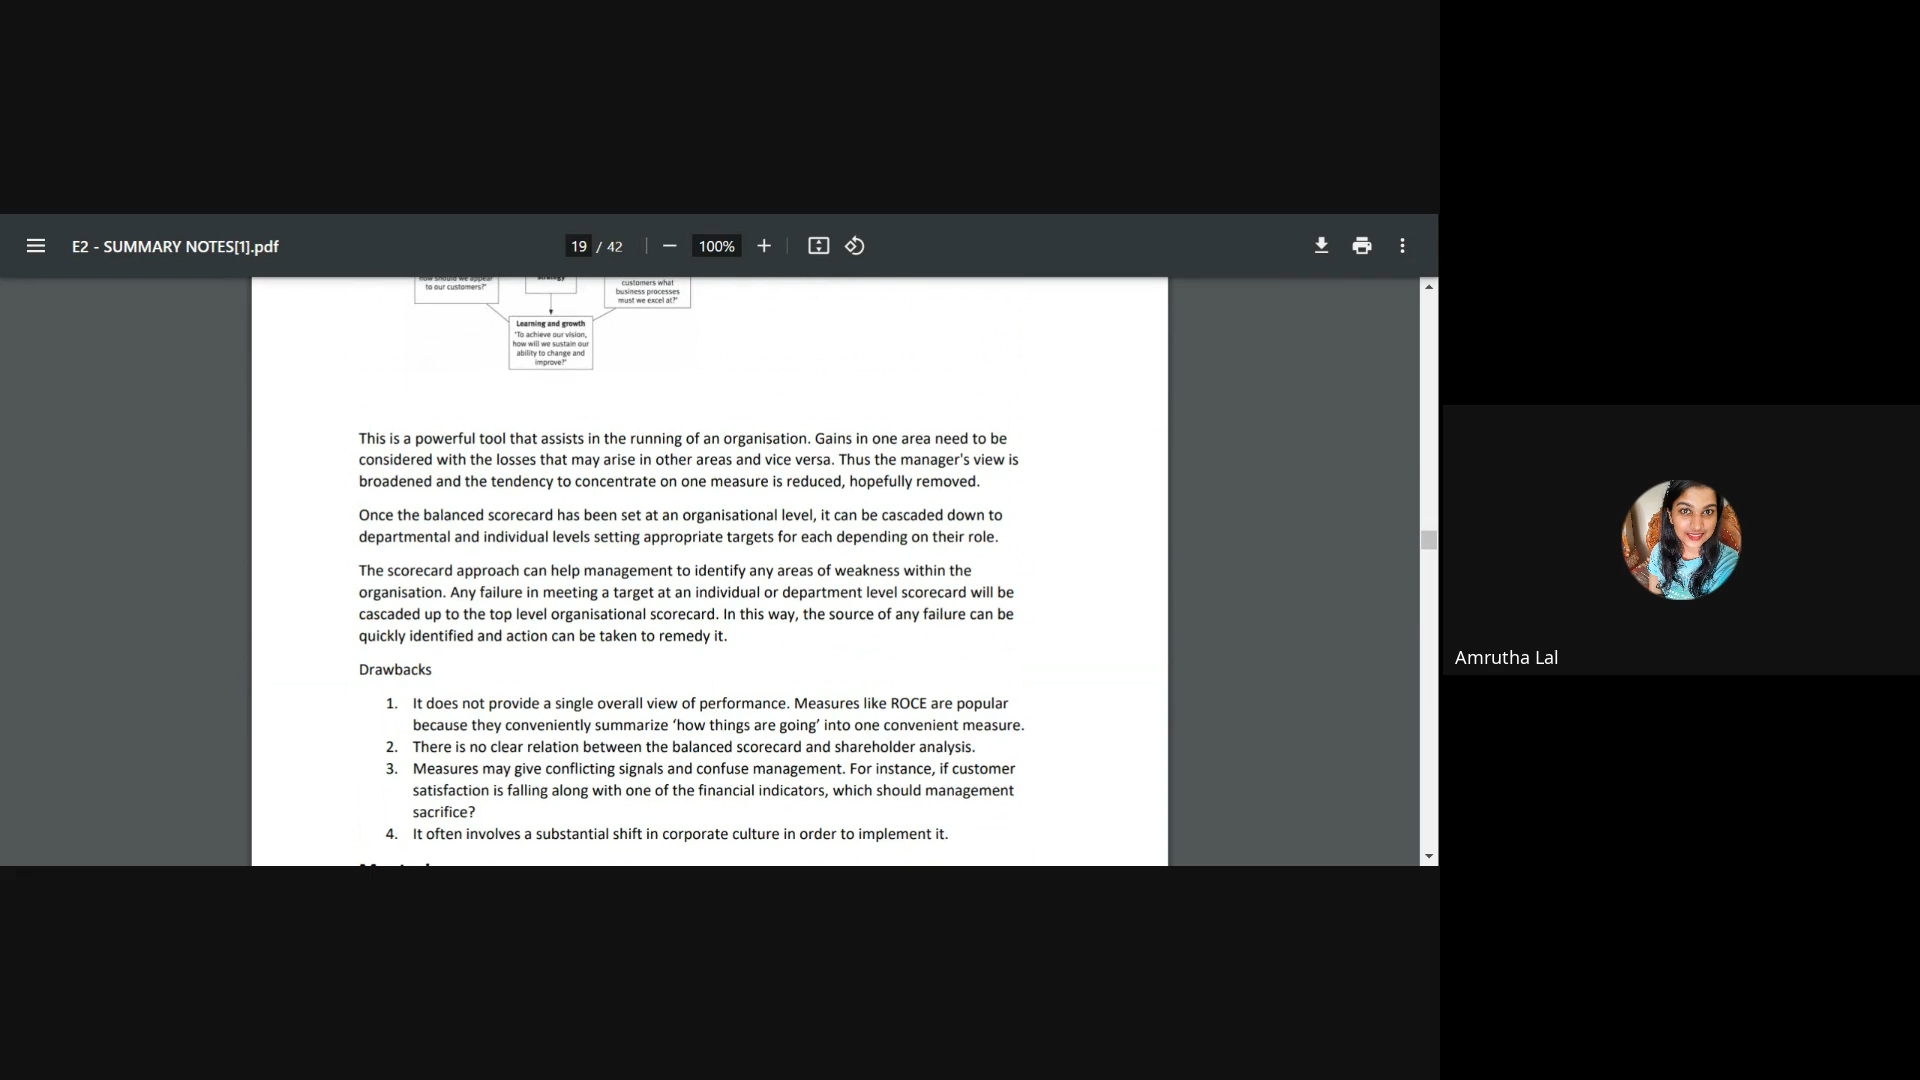 E2 - SUMMARY NOTES[1].pdf
19 / 42
100%
to our customers?'
customers what
business processes
must we excel at?'
Learning and growth
'To achieve our vision,
how will we sustain our
ability to change and
improve?'
This is a powerful tool that assists in the running of an organisation. Gains in one area need to be
considered with the losses that may arise in other areas and vice versa. Thus the manager's view is
broadened and the tendency to concentrate on one measure is reduced, hopefully removed.
Once the balanced scorecard has been set at an organisational level, it can be cascaded down to
departmental and individual levels setting appropriate targets for each depending on their role.
The scorecard approach can help management to identify any areas of weakness within the
organisation. Any failure in meeting a target at an individual or department level scorecard will be
cascaded up to the top level organisational scorecard. In this way, the source of any failure can be
quickly identified and action can be taken to remedy it.
Drawbacks
1. It does not provide a single overall view of performance. Measures like ROCE are popular
because they conveniently summarize ‘how things are going’ into one convenient measure.
2. There is no clear relation between the balanced scorecard and shareholder analysis.
3. Measures may give conflicting signals and confuse management. For instance, if customer
satisfaction is falling along with one of the financial indicators, which should management
sacrifice?
4. It often involves a substantial shift in corporate culture in order to implement it.
Amrutha Lal